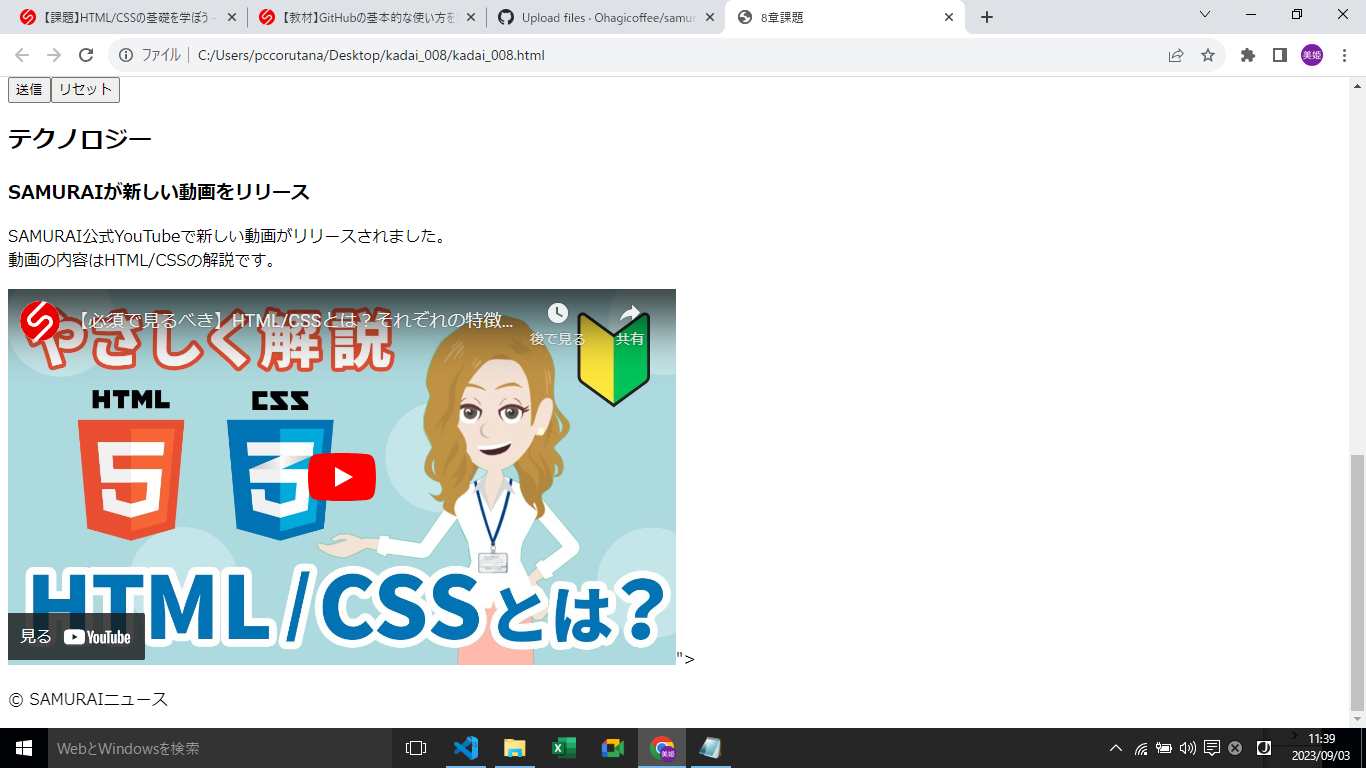 【課題】HTML/CSSの基礎を学ぼう -
【教材】GitHubの基本的な使い方を
Upload files · Ohagicoffee/samu
8章課題
ファイル | C:/Users/pccorutana/Desktop/kadai_008/kadai_008.html
美姫
送信 リセット
テクノロジー
SAMURAIが新しい動画をリリース
SAMURAI公式YouTubeで新しい動画がリリースされました。
動画の内容はHTML/CSSの解説です。
【必須で見るべき】HTML/CSSとは？それぞれの特徴...
後で見る 共有
やさしく解説
HTML CSS
5 3
SAMURAI
HTML/CSSとは？
見る YouTube
">
© SAMURAIニュース
WebとWindowsを検索
美姫
11:39
2023/09/03